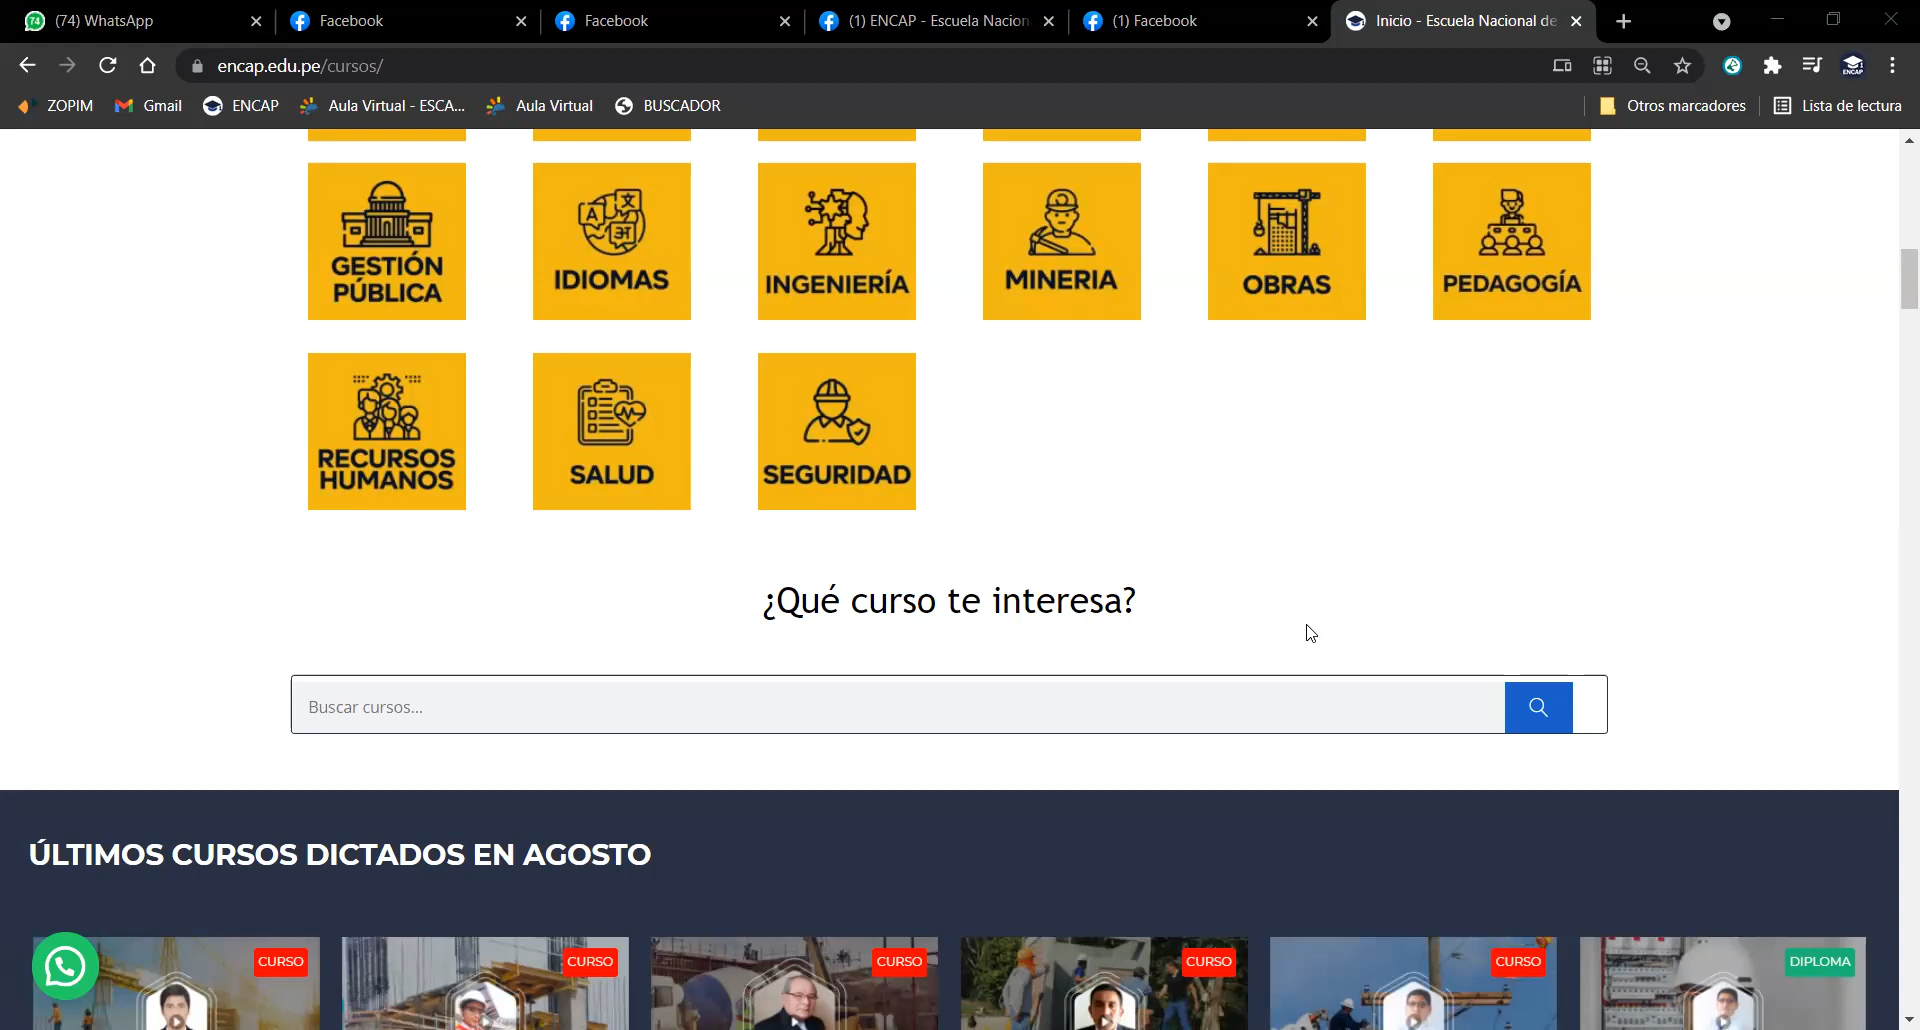 74 (74) WhatsApp
Facebook
Facebook
(1) ENCAP - Escuela Nacion
(1) Facebook
Inicio - Escuela Nacional de
encap.edu.pe/cursos/
ENCAP
ZOPIM
Gmail
ENCAP
Aula Virtual - ESCA...
Aula Virtual
BUSCADOR
Otros marcadores
Lista de lectura
GESTIÓN
PÚBLICA
IDIOMAS
INGENIERÍA
MINERIA
OBRAS
PEDAGOGÍA
RECURSOS
HUMANOS
SALUD
SEGURIDAD
¿Qué curso te interesa?
Buscar cursos...
ÚLTIMOS CURSOS DICTADOS EN AGOSTO
CURSO
CURSO
CURSO
CURSO
CURSO
DIPLOMA